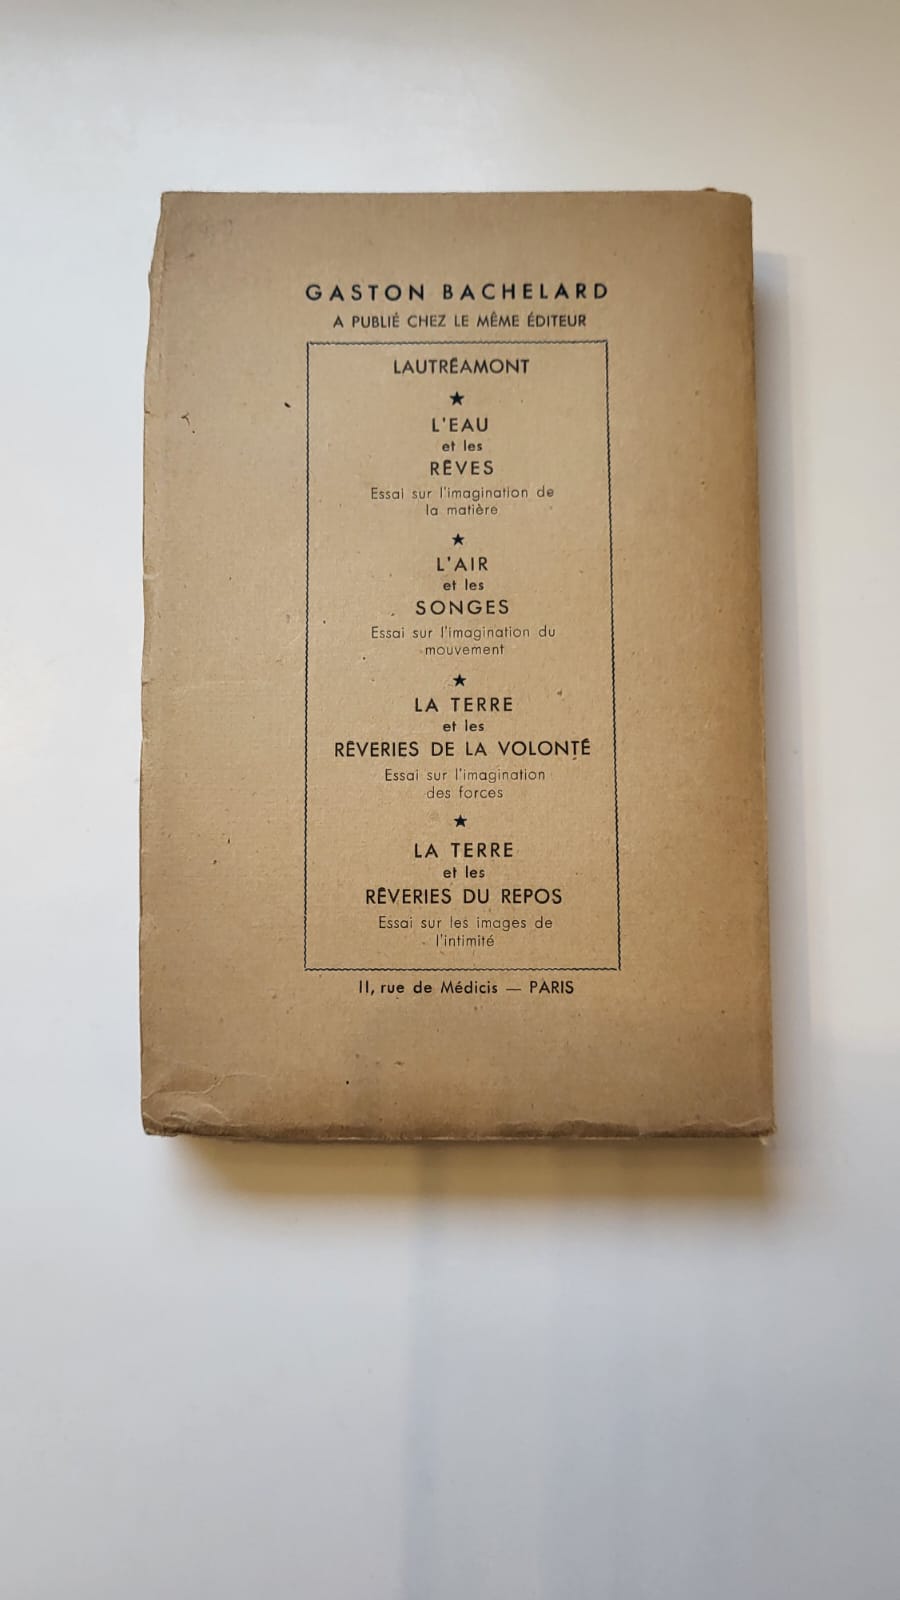 GASTON BACHELARD
A PUBLIÉ CHEZ LE MÊME ÉDITEUR
LAUTRÉAMONT
★
L'EAU
et les
RÊVES
Essai sur l'imagination de
la matière
★
L'AIR
et les
SONGES
Essai sur l'imagination du
mouvement
★
LA TERRE
et les
RÊVERIES DE LA VOLONTÉ
Essai sur l'imagination
des forces
★
LA TERRE
et les
RÊVERIES DU REPOS
Essai sur les images de
l'intimité
11, rue de Médicis — PARIS